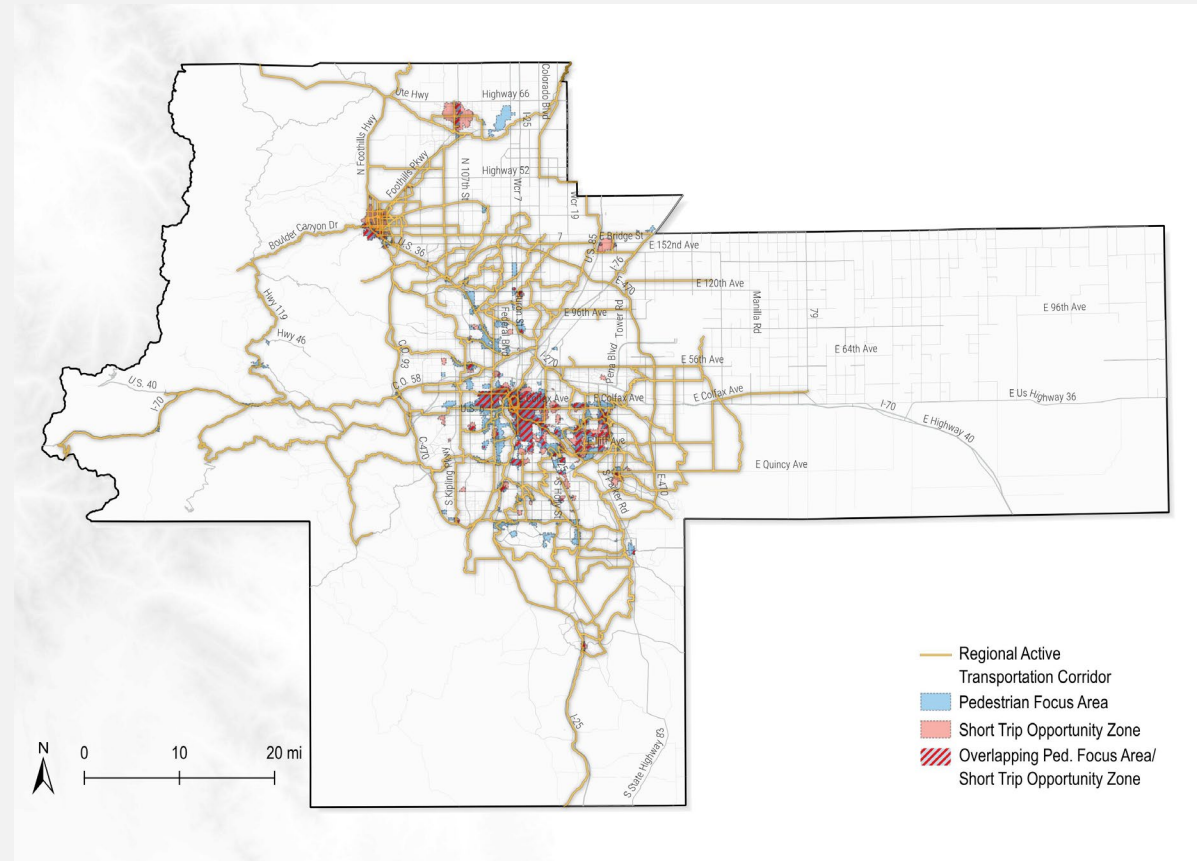 Ute Hwy
Highway 66
Colorado Blvd
I-25
N Foothills Hwy
Foothills Pkwy
N 107th St
Highway 52
Wcr 7
Wcr 19
Boulder Canyon Dr
U.S. 36
7
U.S. 85
E Bridge St
E 152nd Ave
I-76
E-470
E 120th Ave
Hwy 119
Hwy 46
Federal Blvd
E 96th Ave
Tower Rd
Manilla Rd
79
E 96th Ave
C.O. 93
I-270
Pena Blvd
E 56th Ave
E 64th Ave
U.S. 40
I-70
C.O. 58
E Colfax Ave
E Colfax Ave
E Us Highway 36
I-70
E Highway 40
C-470
S Kipling Pkwy
S Parker Rd
E-470
E Quincy Ave
I-25
S State Highway 83
N
0
10
20 mi
Regional Active
Transportation Corridor
Pedestrian Focus Area
Short Trip Opportunity Zone
Overlapping Ped. Focus Area/
Short Trip Opportunity Zone